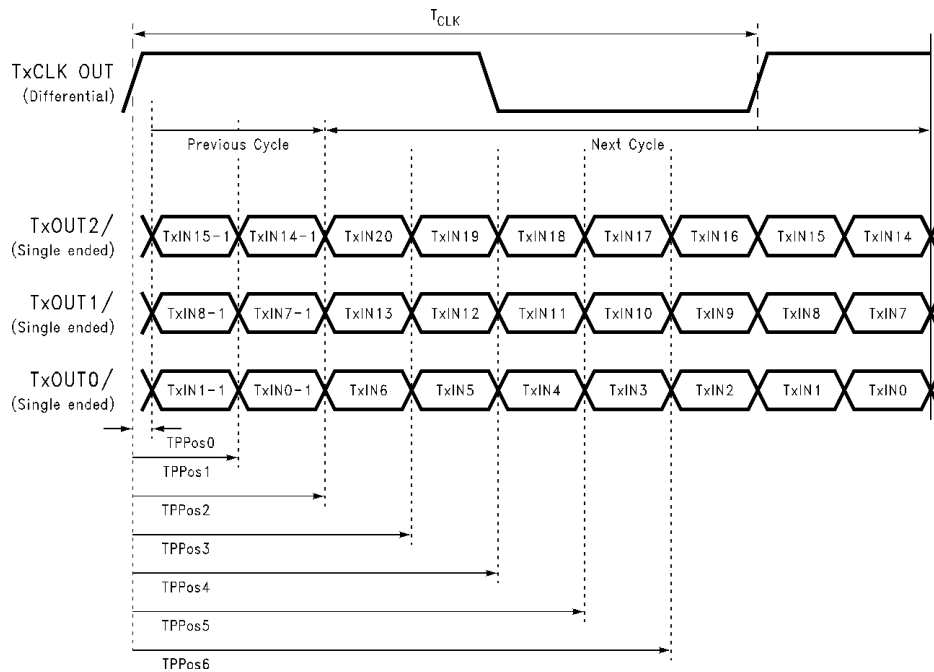 T_CLK
TxCLK OUT
(Differential)
Previous Cycle
Next Cycle
TxOUT2/
(Single ended)
TxIN15-1 TxIN14-1 TxIN20 TxIN19 TxIN18 TxIN17 TxIN16 TxIN15 TxIN14
TxOUT1/
(Single ended)
TxIN8-1 TxIN7-1 TxIN13 TxIN12 TxIN11 TxIN10 TxIN9 TxIN8 TxIN7
TxOUT0/
(Single ended)
TxIN1-1 TxIN0-1 TxIN6 TxIN5 TxIN4 TxIN3 TxIN2 TxIN1 TxIN0
TPPos0
TPPos1
TPPos2
TPPos3
TPPos4
TPPos5
TPPos6